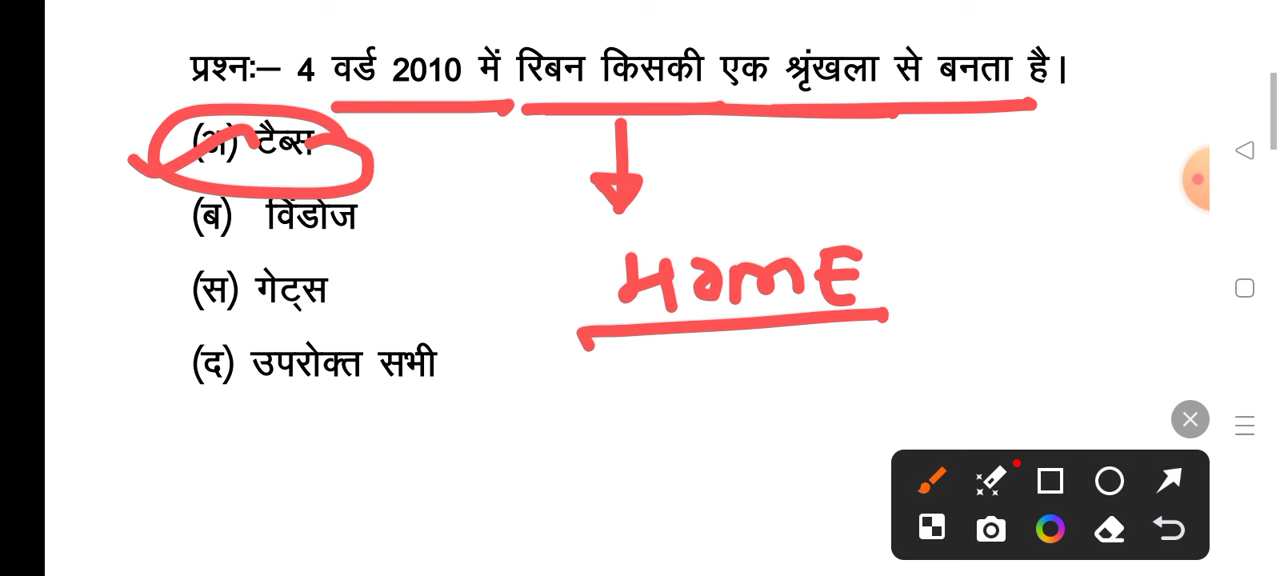 प्रश्नः– 4 वर्ड 2010 में रिबन किसकी एक श्रृंखला से बनता है।
(अ) टैब्स
(ब) विंडोज
HOME
(स) गेट्स
(द) उपरोक्त सभी